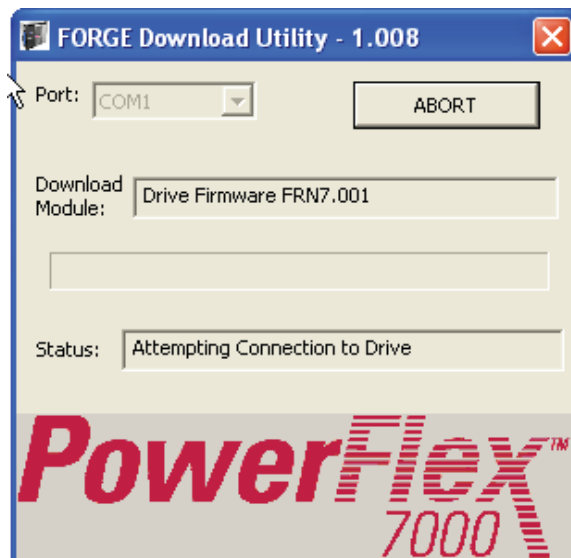 FORGE Download Utility - 1.008
Port: COM1 ABORT
Download
Module: Drive Firmware FRN7.001
Status: Attempting Connection to Drive
PowerFlex™
7000